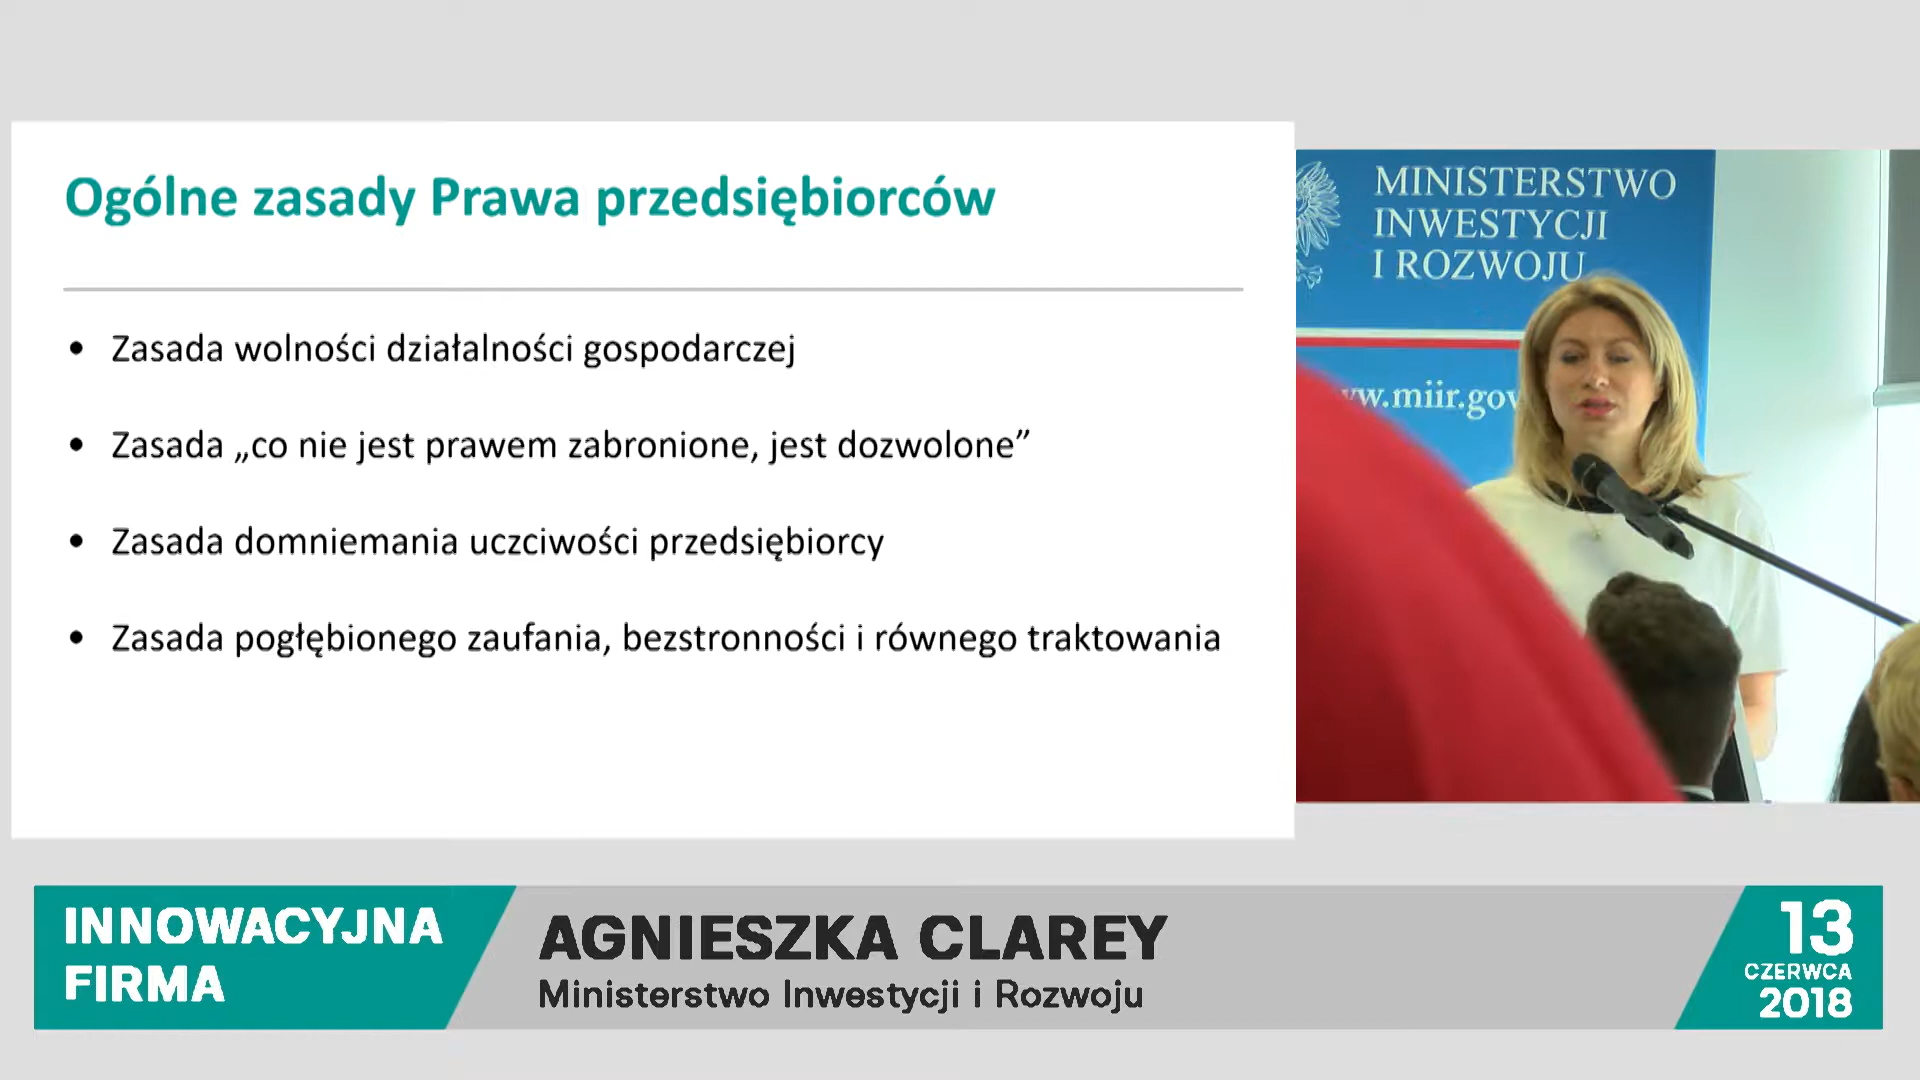 Ogólne zasady Prawa przedsiębiorców
• Zasada wolności działalności gospodarczej
• Zasada „co nie jest prawem zabronione, jest dozwolone”
• Zasada domniemania uczciwości przedsiębiorcy
• Zasada pogłębionego zaufania, bezstronności i równego traktowania
MINISTERSTWO
INWESTYCJI
I ROZWOJU
INNOWACYJNA
FIRMA
AGNIESZKA CLAREY
Ministerstwo Inwestycji i Rozwoju
13
CZERWCA
2018